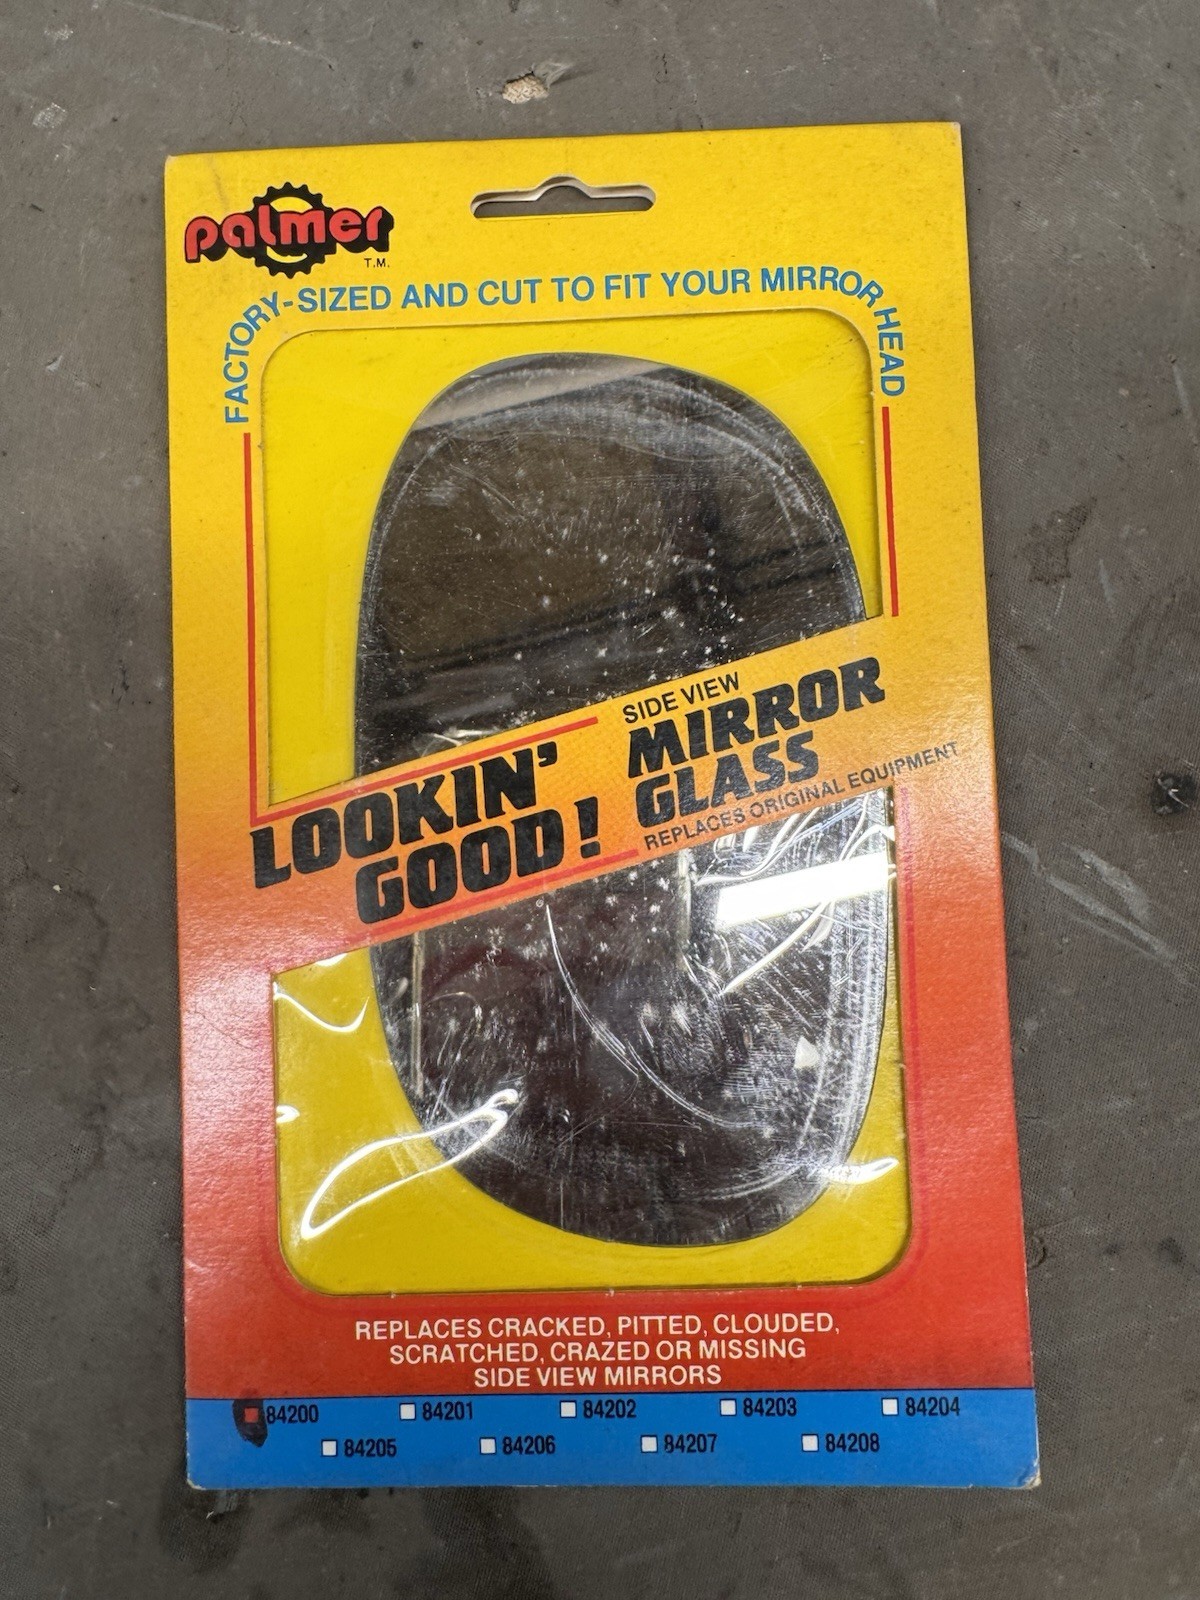 palmer
T.M.
FACTORY-SIZED AND CUT TO FIT YOUR MIRROR HEAD
LOOKIN'
GOOD!
SIDE VIEW
MIRROR
GLASS
REPLACES ORIGINAL EQUIPMENT
REPLACES CRACKED, PITTED, CLOUDED,
SCRATCHED, CRAZED OR MISSING
SIDE VIEW MIRRORS
84200 84201 84202 84203 84204
84205 84206 84207 84208